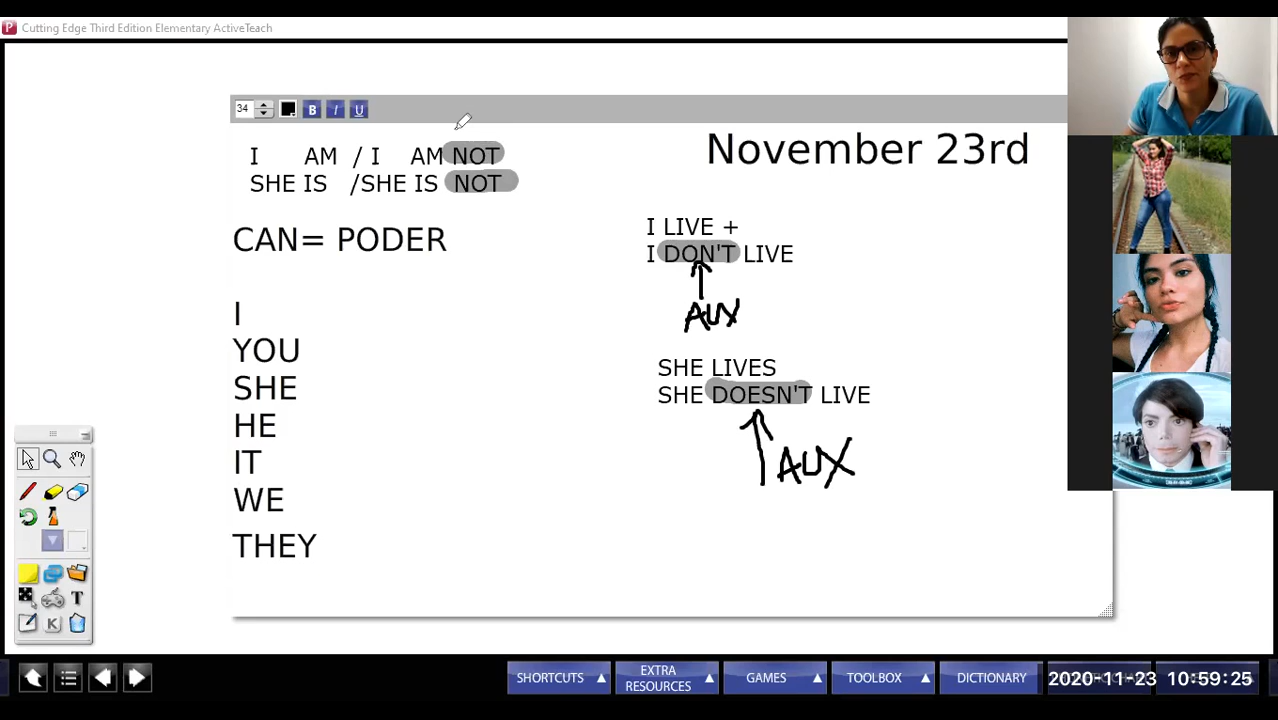 Cutting Edge Third Edition Elementary ActiveTeach
34 B I U
I AM / I AM NOT
SHE IS /SHE IS NOT
November 23rd
CAN= PODER
I LIVE +
I DON'T LIVE
AUX
I
YOU
SHE
HE
IT
WE
THEY
SHE LIVES
SHE DOESN'T LIVE
AUX
T
K
SHORTCUTS
EXTRA
RESOURCES
GAMES
TOOLBOX
DICTIONARY
2020-11-23 10:59:25